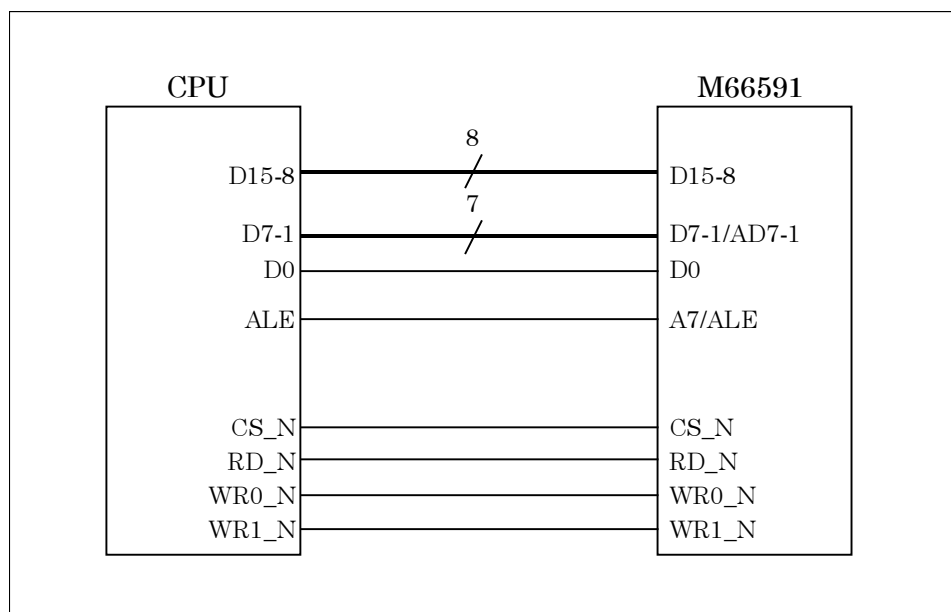 CPU
M66591
8
D15-8
D15-8
7
D7-1
D7-1/AD7-1
D0
D0
ALE
A7/ALE
CS_N
CS_N
RD_N
RD_N
WR0_N
WR0_N
WR1_N
WR1_N